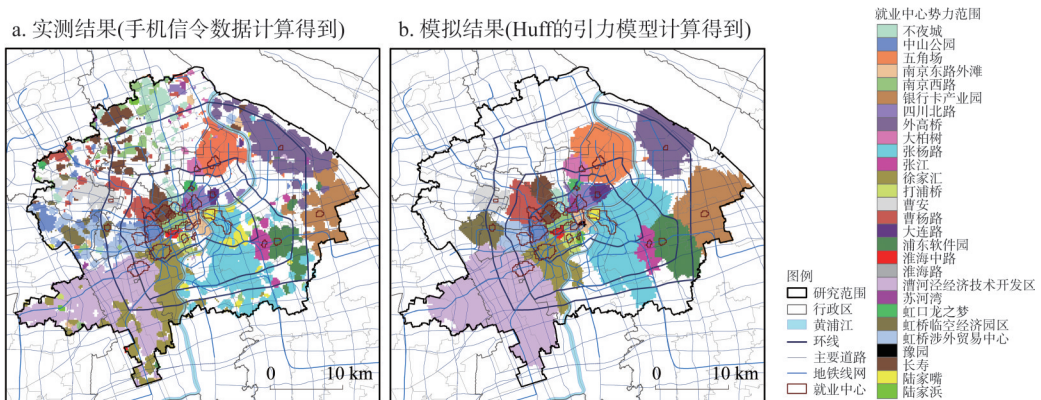 a. 实测结果(手机信令数据计算得到)
b. 模拟结果(Huff的引力模型计算得到)
0 10 km
0 10 km
图例
研究范围
行政区
黄浦江
环线
主要道路
地铁线网
就业中心
就业中心势力范围
不夜城
中山公园
五角场
南京东路外滩
南京西路
银行卡产业园
四川北路
外高桥
大柏树
张杨路
张江
徐家汇
打浦桥
曹安
曹杨路
大连路
浦东软件园
淮海中路
淮海路
漕河泾经济技术开发区
苏河湾
虹口龙之梦
虹桥临空经济园区
虹桥涉外贸易中心
豫园
长寿
陆家嘴
陆家浜